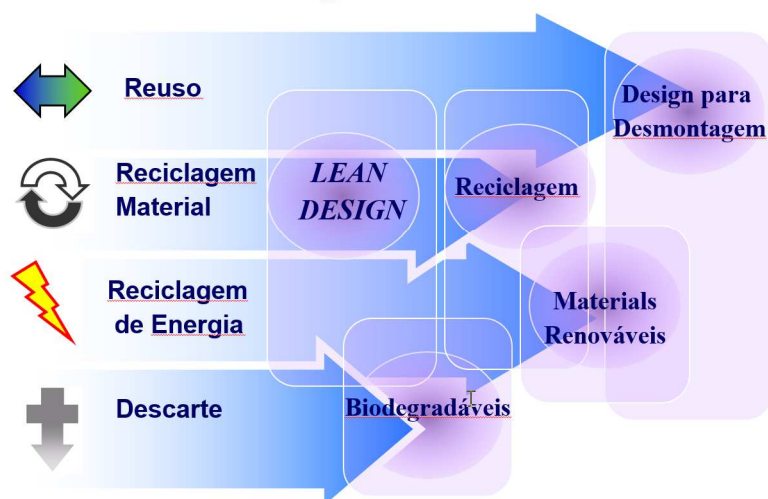 Reuso
Design para
Desmontagem
Reciclagem
Material
LEAN
DESIGN
Reciclagem
Reciclagem
de Energia
Materials
Renováveis
Descarte
Biodegradáveis